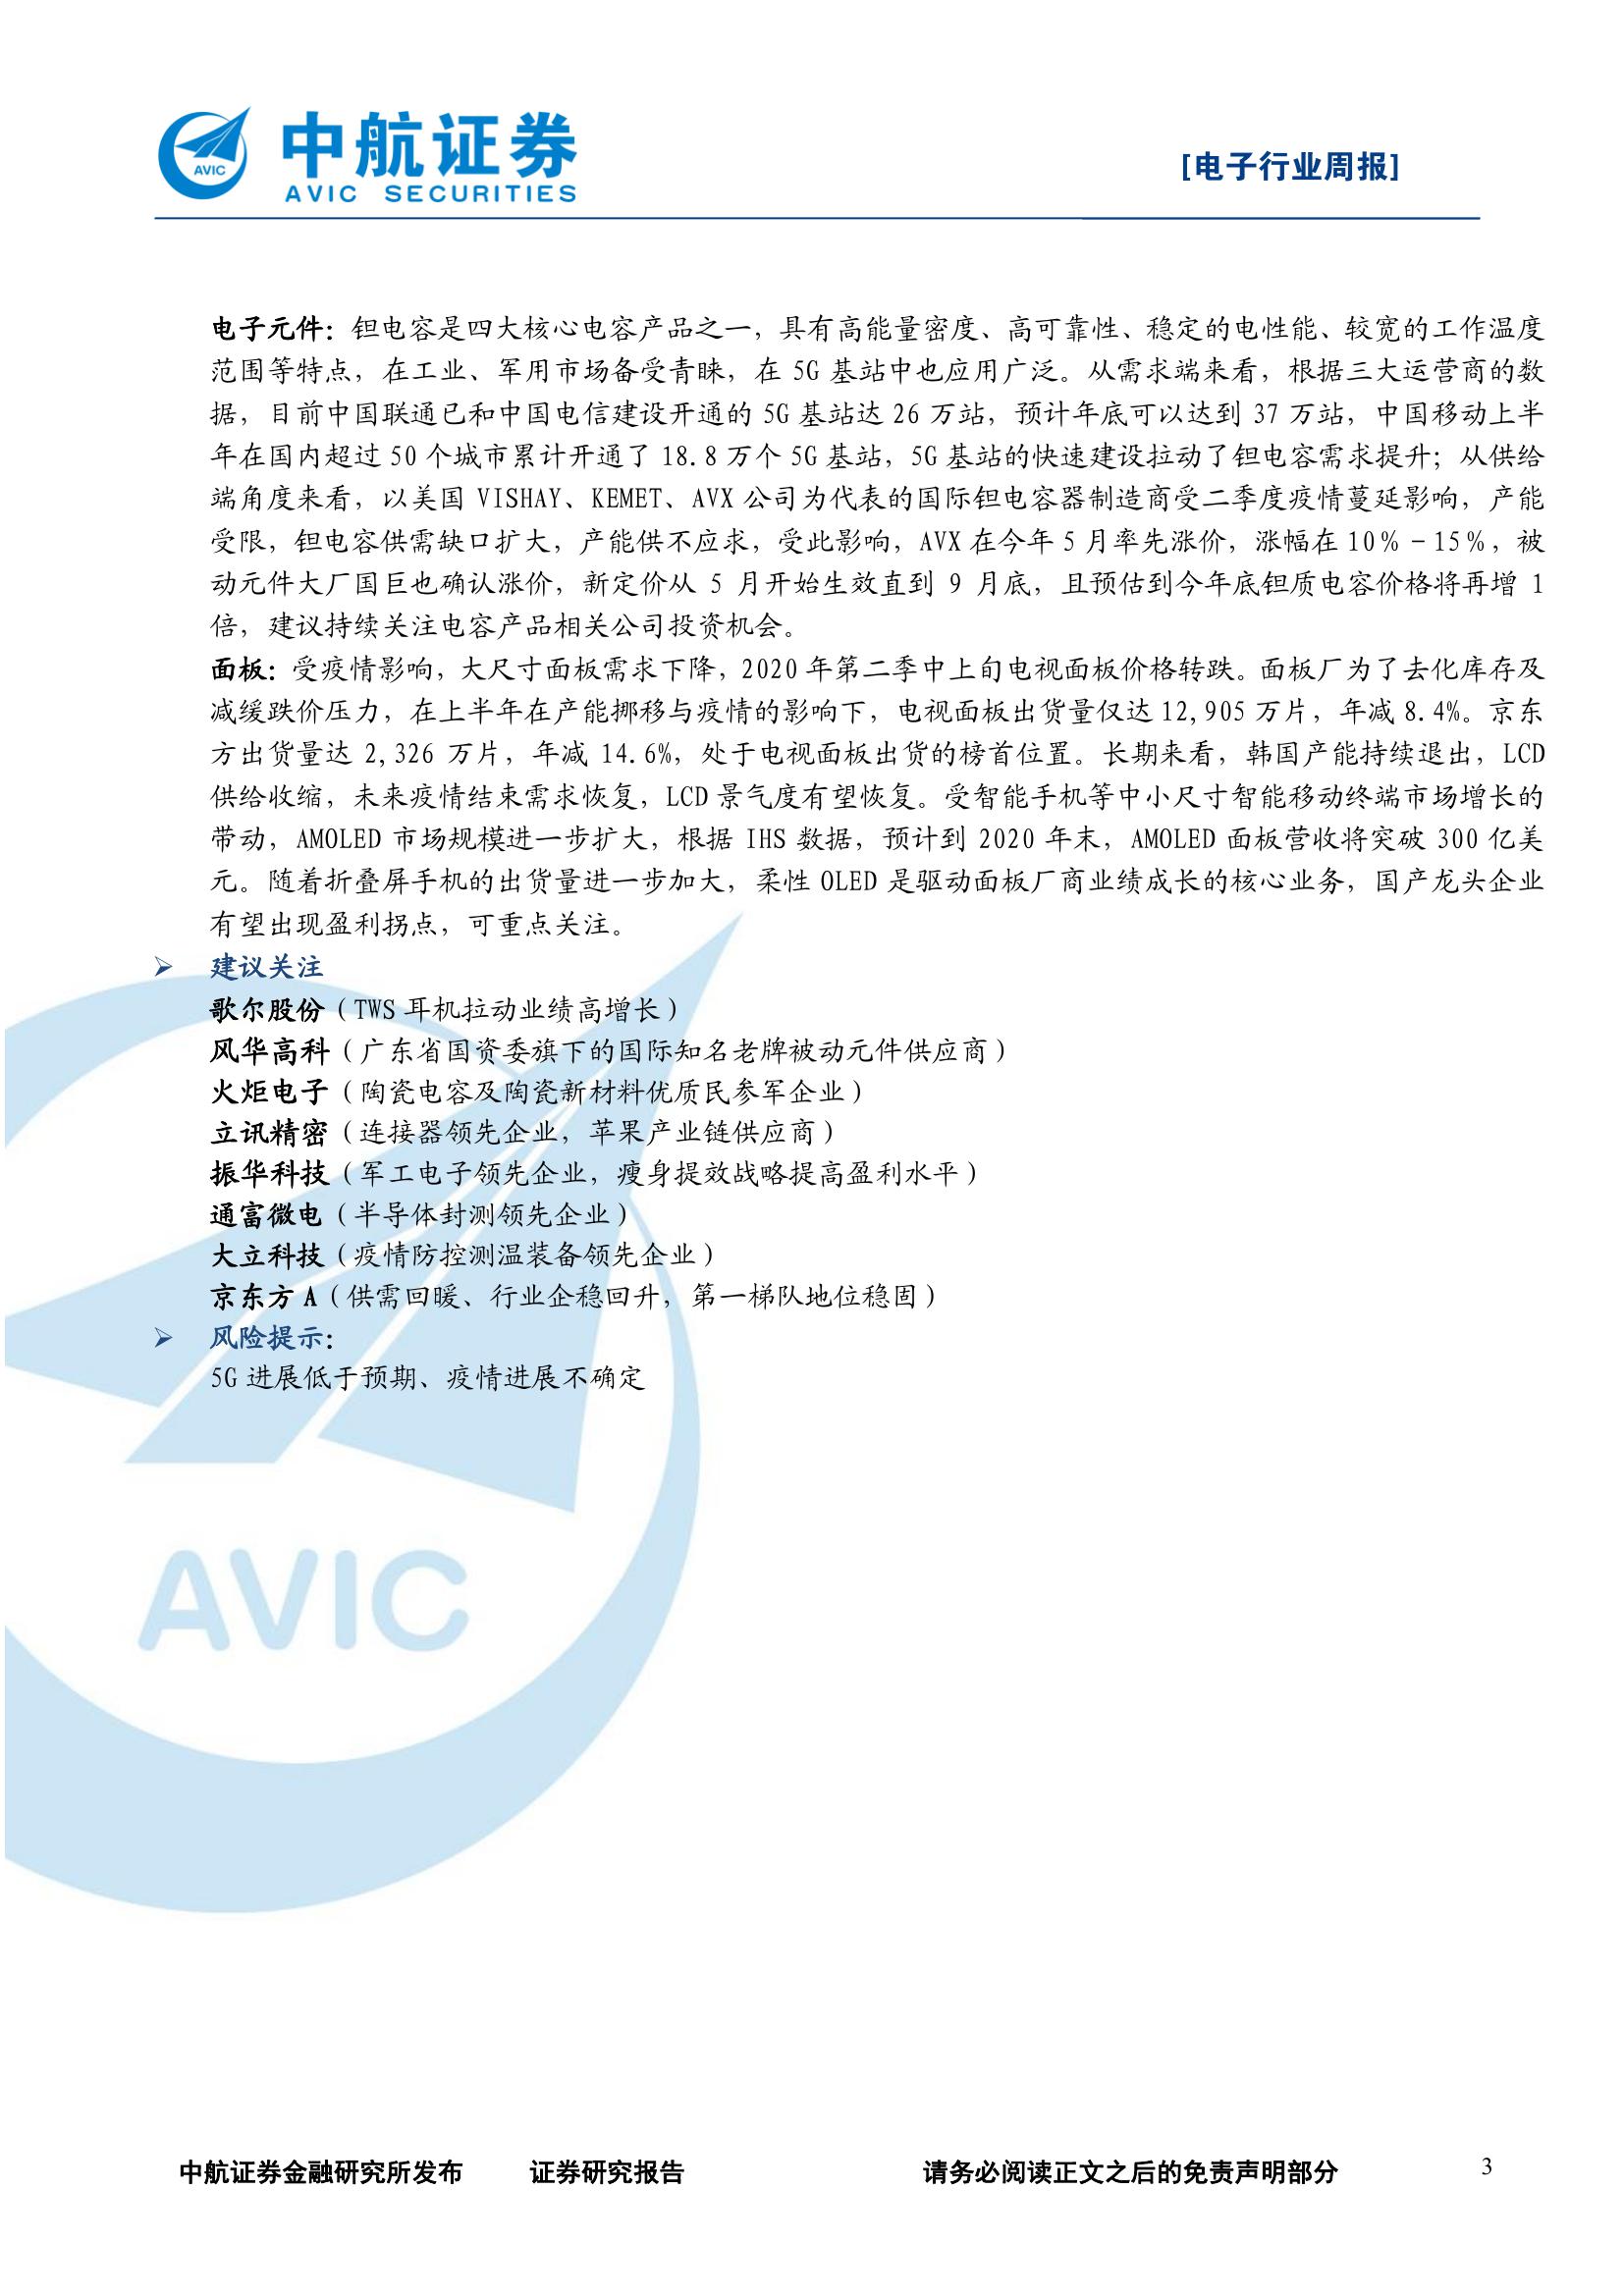 AVIC
中航证券
AVIC SECURITIES
[电子行业周报]
电子元件：钽电容是四大核心电容产品之一，具有高能量密度、高可靠性、稳定的电性能、较宽的工作温度
范围等特点，在工业、军用市场备受青睐，在 5G 基站中也应用广泛。从需求端来看，根据三大运营商的数
据，目前中国联通已和中国电信建设开通的 5G 基站达 26 万站，预计年底可以达到 37 万站，中国移动上半
年在国内超过 50 个城市累计开通了 18.8 万个 5G 基站，5G 基站的快速建设拉动了钽电容需求提升；从供给
端角度来看，以美国 VISHAY、KEMET、AVX 公司为代表的国际钽电容器制造商受二季度疫情蔓延影响，产能
受限，钽电容供需缺口扩大，产能供不应求，受此影响，AVX 在今年 5 月率先涨价，涨幅在 10％－15％，被
动元件大厂国巨也确认涨价，新定价从 5 月开始生效直到 9 月底，且预估到今年底钽质电容价格将再增 1
倍，建议持续关注电容产品相关公司投资机会。
面板：受疫情影响，大尺寸面板需求下降，2020 年第二季中上旬电视面板价格转跌。面板厂为了去化库存及
减缓跌价压力，在上半年在产能挪移与疫情的影响下，电视面板出货量仅达 12,905 万片，年减 8.4%。京东
方出货量达 2,326 万片，年减 14.6%，处于电视面板出货的榜首位置。长期来看，韩国产能持续退出，LCD
供给收缩，未来疫情结束需求恢复，LCD 景气度有望恢复。受智能手机等中小尺寸智能移动终端市场增长的
带动，AMOLED 市场规模进一步扩大，根据 IHS 数据，预计到 2020 年末，AMOLED 面板营收将突破 300 亿美
元。随着折叠屏手机的出货量进一步加大，柔性 OLED 是驱动面板厂商业绩成长的核心业务，国产龙头企业
有望出现盈利拐点，可重点关注。
➢ 建议关注
歌尔股份（TWS 耳机拉动业绩高增长）
风华高科（广东省国资委旗下的国际知名老牌被动元件供应商）
火炬电子（陶瓷电容及陶瓷新材料优质民参军企业）
立讯精密（连接器领先企业，苹果产业链供应商）
振华科技（军工电子领先企业，瘦身提效战略提高盈利水平）
通富微电（半导体封测领先企业）
大立科技（疫情防控测温装备领先企业）
京东方 A（供需回暖、行业企稳回升，第一梯队地位稳固）
➢ 风险提示：
5G 进展低于预期、疫情进展不确定
AVIC
中航证券金融研究所发布 证券研究报告 请务必阅读正文之后的免责声明部分 3